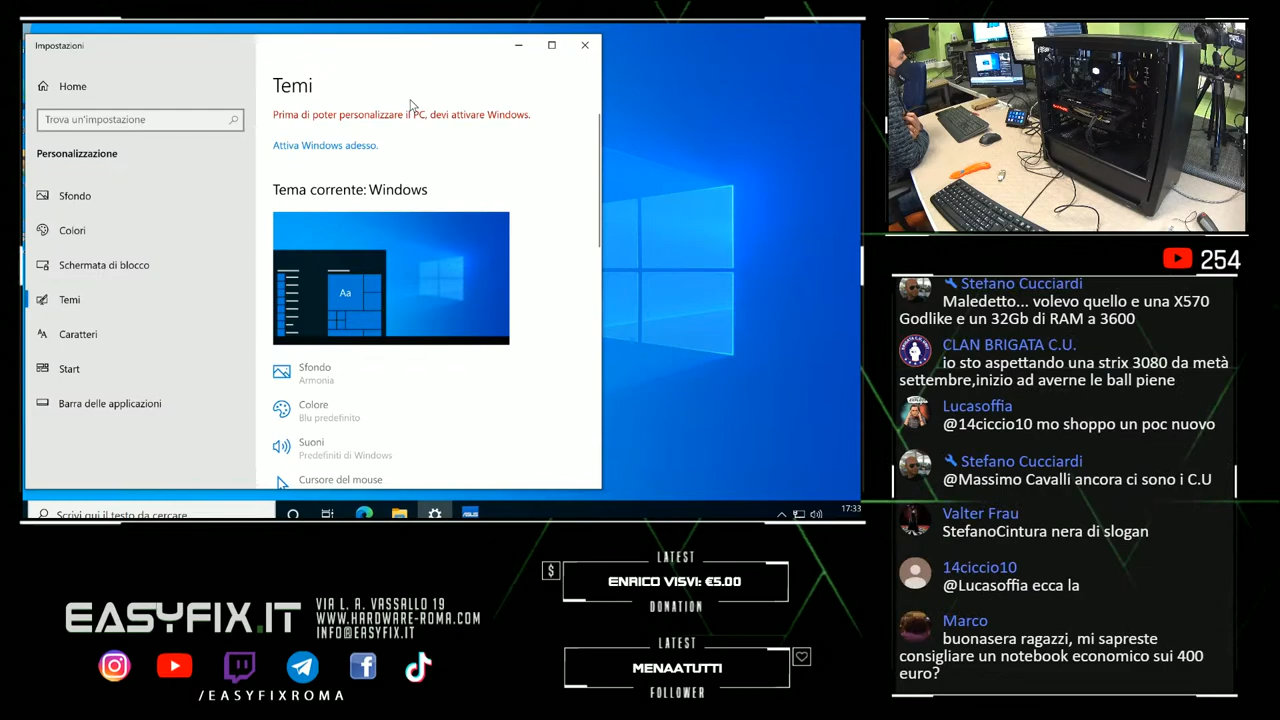 Impostazioni
Home
Trova un'impostazione
Personalizzazione
Sfondo
Colori
Schermata di blocco
Temi
Caratteri
Start
Barra delle applicazioni
Temi
Prima di poter personalizzare il PC, devi attivare Windows.
Attiva Windows adesso.
Tema corrente: Windows
Aa
Sfondo
Armonia
Colore
Blu predefinito
Suoni
Predefiniti di Windows
Cursore del mouse
Scrivi qui il testo da cercare
17:33
254
Stefano Cucciardi
Maledetto... volevo quello e una X570
Godlike e un 32Gb di RAM a 3600
CLAN BRIGATA C.U.
io sto aspettando una strix 3080 da metà
settembre,inizio ad averne le ball piene
Lucasoffia
@14ciccio10 mo shoppo un poc nuovo
Stefano Cucciardi
@Massimo Cavalli ancora ci sono i C.U
Valter Frau
StefanoCintura nera di slogan
14ciccio10
@Lucasoffia ecca la
Marco
buonasera ragazzi, mi sapreste
consigliare un notebook economico sui 400
euro?
EASYFIX.IT
VIA L. A. VASSALLO 19
WWW.HARDWARE-ROMA.COM
INFO@EASYFIX.IT
/EASYFIXROMA
LATEST
$
ENRICO VISVI: €5.00
DONATION
LATEST
MENAATUTTI
FOLLOWER